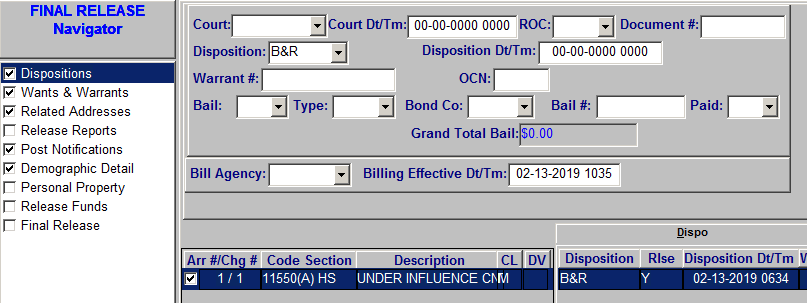 FINAL RELEASE
Navigator
Dispositions
Wants & Warrants
Related Addresses
Release Reports
Post Notifications
Demographic Detail
Personal Property
Release Funds
Final Release
Court: Court Dt/Tm: 00-00-0000 0000 ROC: Document #:
Disposition: B&R Disposition Dt/Tm: 00-00-0000 0000
Warrant #: OCN:
Bail: Type: Bond Co: Bail #: Paid:
Grand Total Bail: $0.00
Bill Agency: Billing Effective Dt/Tm: 02-13-2019 1035
Dispo
Arr #/Chg # Code Section Description CL DV Disposition Rlse Disposition Dt/Tm W
1 / 1 11550(A) HS UNDER INFLUENCE CN M B&R Y 02-13-2019 0634